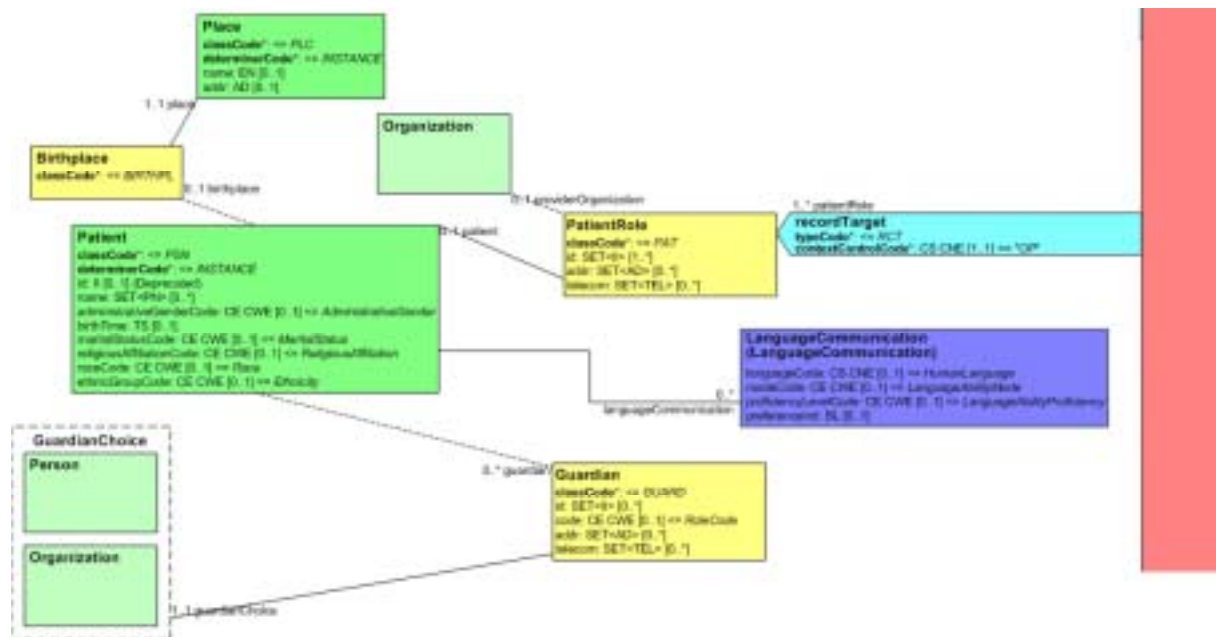 Place
classCode*: <= PLC
determinerCode*: <= INSTANCE
name: EN [0..1]
addr: AD [0..1]
1..1 place
Organization
Birthplace
classCode*: <= BIRTHPL
0..1 birthplace
0..1 providerOrganization
1..* patientRole
recordTarget
typeCode*: <= RCT
contextControlCode*: CS CNE [1..1] <= "OP"
PatientRole
classCode*: <= PAT
id: SET<II> [1..*]
addr: SET<AD> [0..*]
telecom: SET<TEL> [0..*]
0..1 patient
Patient
classCode*: <= PSN
determinerCode*: <= INSTANCE
id: II [0..1] (Deprecated)
name: SET<PN> [0..*]
administrativeGenderCode: CE CWE [0..1] <= AdministrativeGender
birthTime: TS [0..1]
maritalStatusCode: CE CWE [0..1] <= MaritalStatus
religiousAffiliationCode: CE CWE [0..1] <= ReligiousAffiliation
raceCode: CE CWE [0..1] <= Race
ethnicGroupCode: CE CWE [0..1] <= Ethnicity
LanguageCommunication
(LanguageCommunication)
languageCode: CS CNE [0..1] <= HumanLanguage
modeCode: CE CWE [0..1] <= LanguageAbilityMode
proficiencyLevelCode: CE CWE [0..1] <= LanguageAbilityProficiency
preferenceInd: BL [0..1]
0..*
languageCommunication
GuardianChoice
Person
Organization
0..* guardian
Guardian
classCode*: <= GUARD
id: SET<II> [0..*]
code: CE CWE [0..1] <= RoleCode
addr: SET<AD> [0..*]
telecom: SET<TEL> [0..*]
1..1 guardianChoice